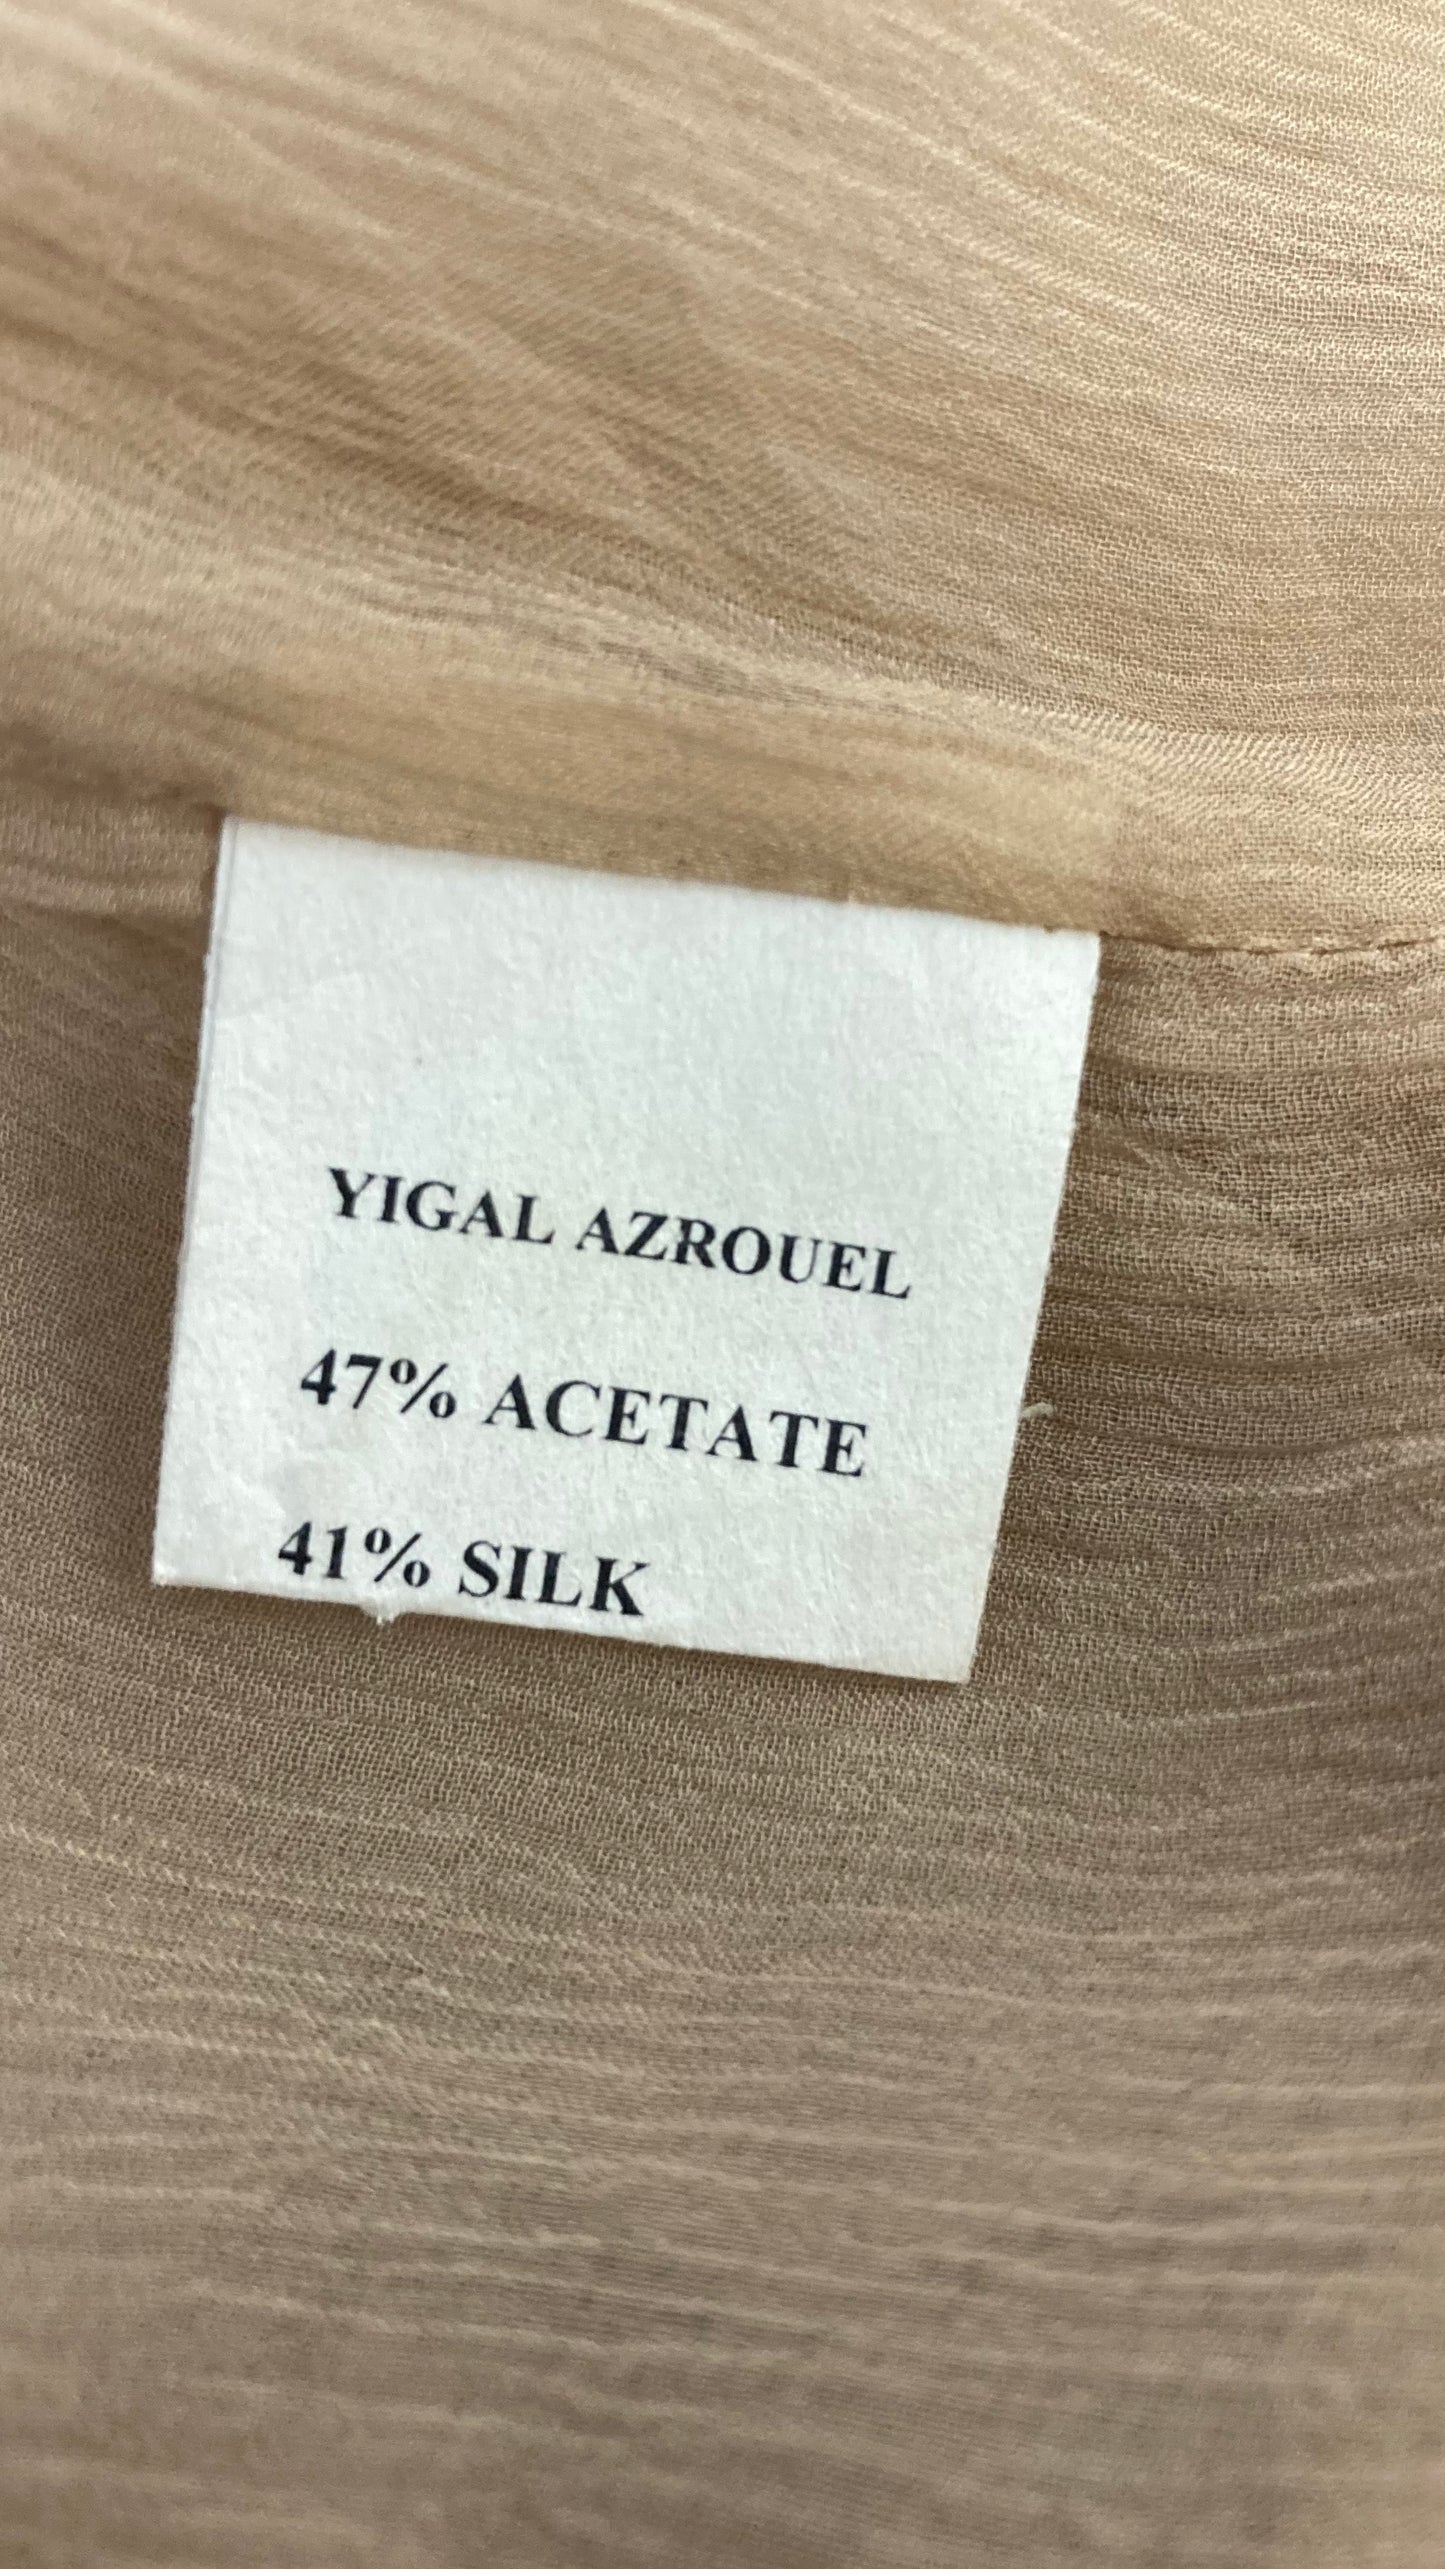 YIGAL AZROUEL
47% ACETATE
41% SILK